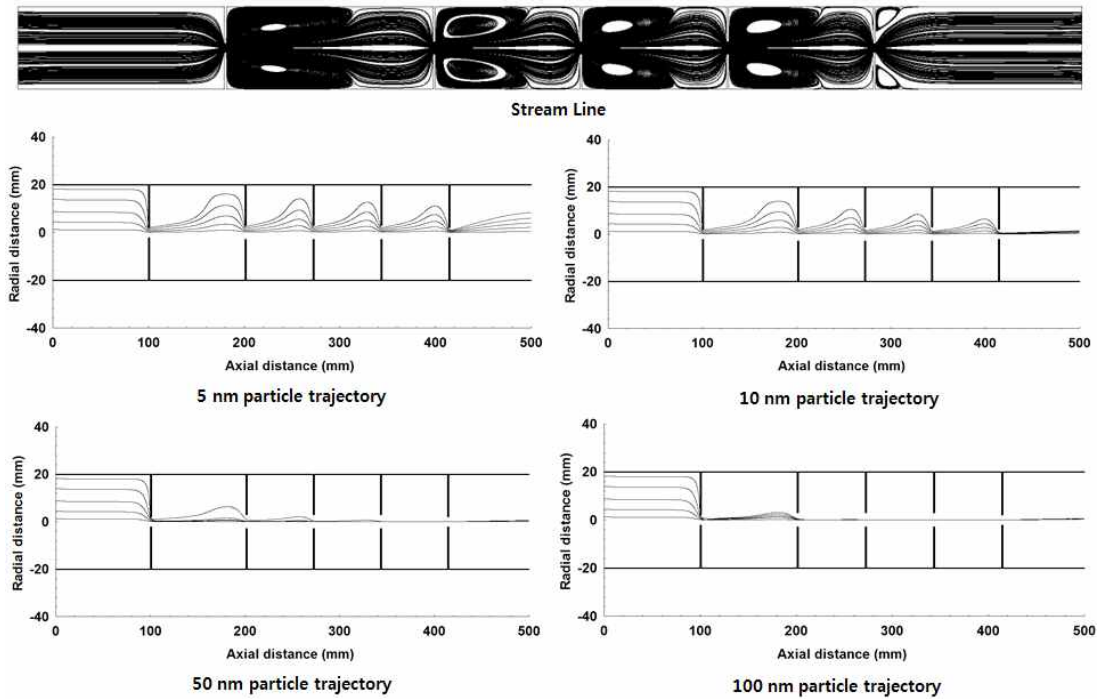 Stream Line
40
20
0
-20
-40
Radial distance (mm)
0 100 200 300 400 500
Axial distance (mm)
5 nm particle trajectory
40
20
0
-20
-40
Radial distance (mm)
0 100 200 300 400 500
Axial distance (mm)
10 nm particle trajectory
40
20
0
-20
-40
Radial distance (mm)
0 100 200 300 400 500
Axial distance (mm)
50 nm particle trajectory
40
20
0
-20
-40
Radial distance (mm)
0 100 200 300 400 500
Axial distance (mm)
100 nm particle trajectory